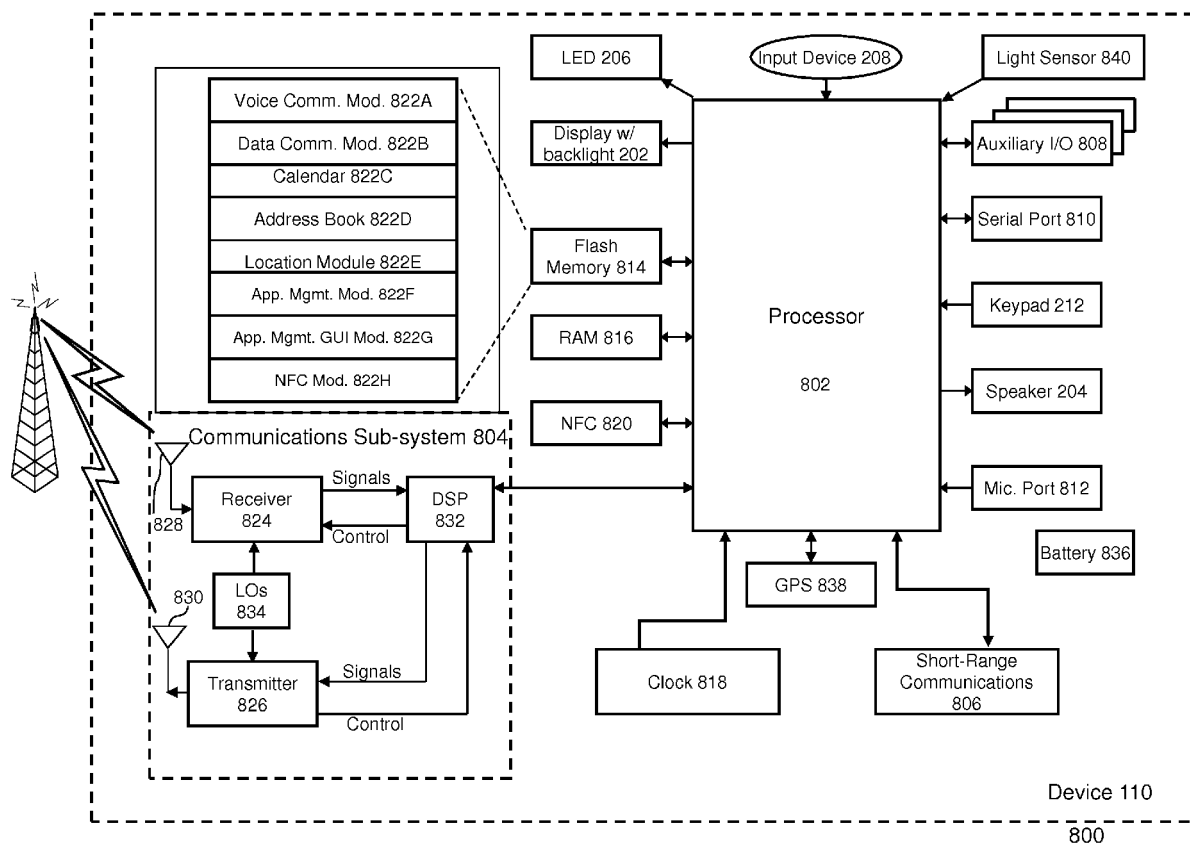 LED 206
Input Device 208
Light Sensor 840
Voice Comm. Mod. 822A
Data Comm. Mod. 822B
Calendar 822C
Address Book 822D
Location Module 822E
App. Mgmt. Mod. 822F
App. Mgmt. GUI Mod. 822G
NFC Mod. 822H
Display w/
backlight 202
Flash
Memory 814
RAM 816
NFC 820
Processor
802
Auxiliary I/O 808
Serial Port 810
Keypad 212
Speaker 204
Mic. Port 812
Battery 836
Communications Sub-system 804
828
Receiver
824
Signals
Control
DSP
832
LOs
834
830
Transmitter
826
Signals
Control
GPS 838
Clock 818
Short-Range
Communications
806
Device 110
800